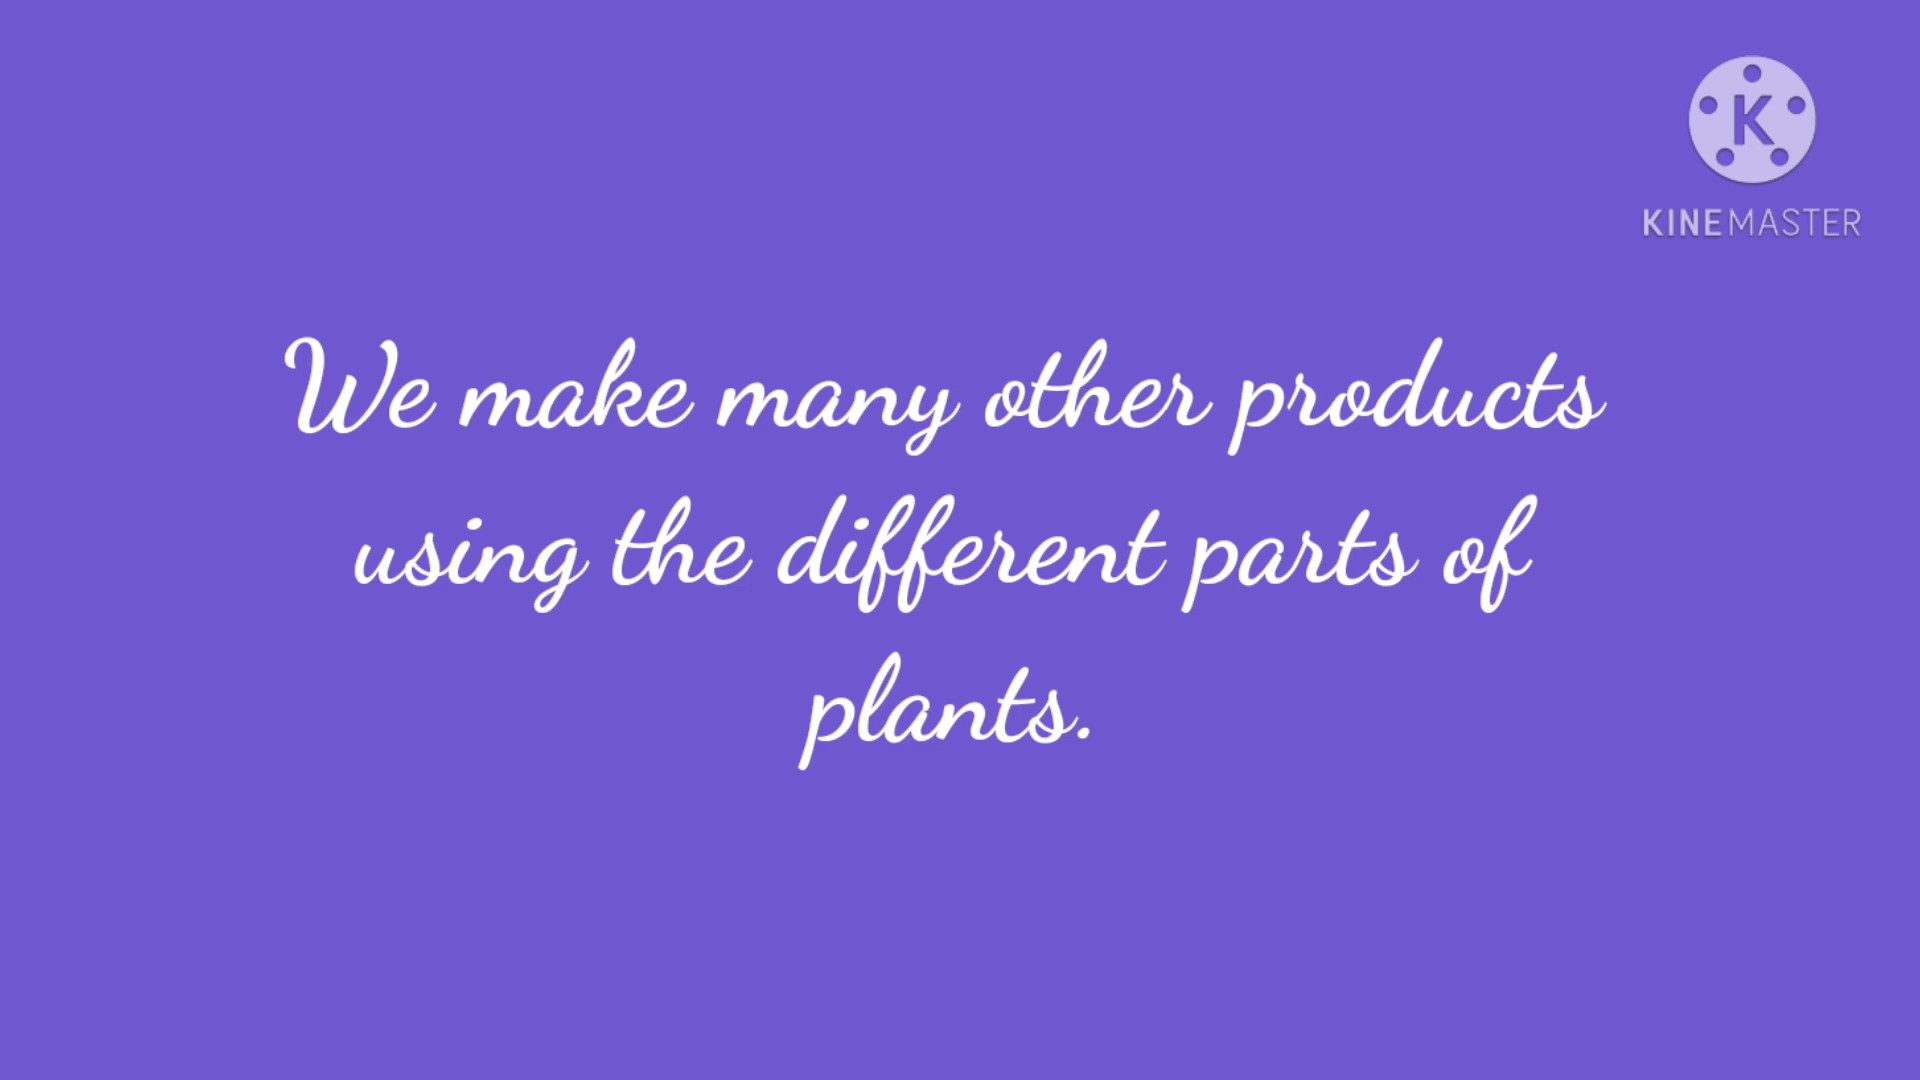 K
KINEMASTER
We make many other products
using the different parts of
plants.